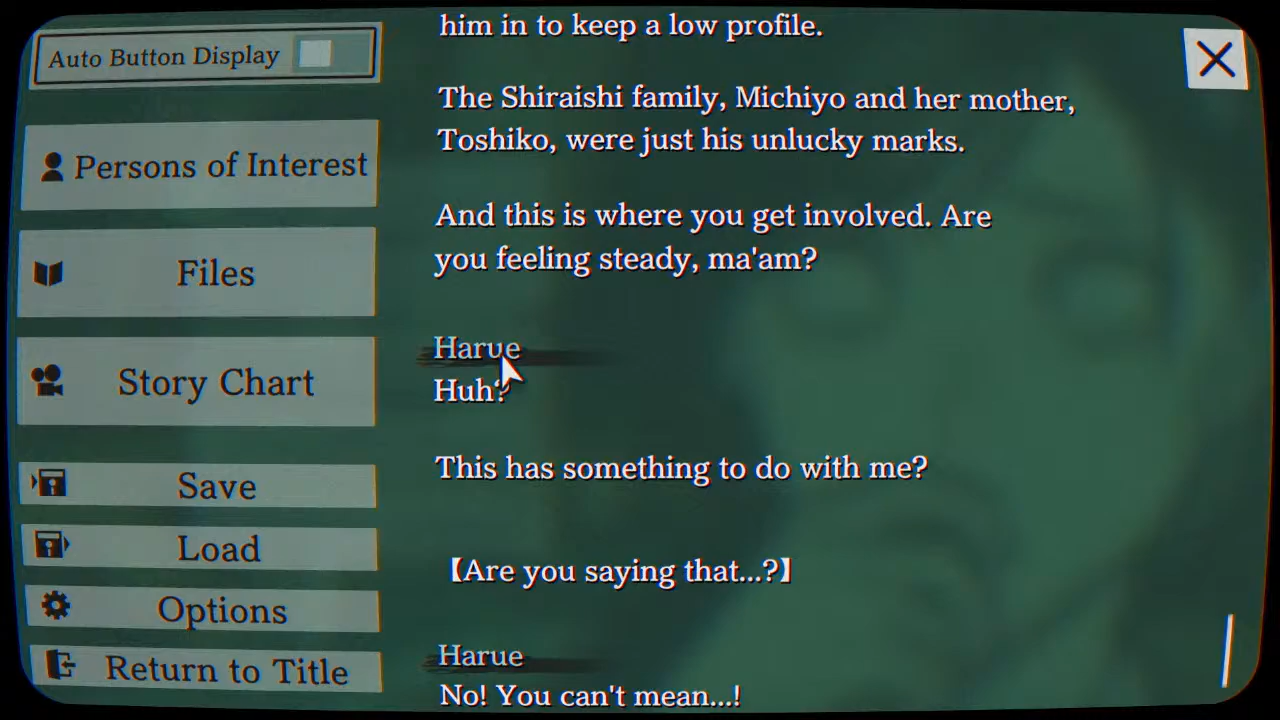 Auto Button Display
Persons of Interest
Files
Story Chart
Save
Load
Options
Return to Title
him in to keep a low profile.
The Shiraishi family, Michiyo and her mother,
Toshiko, were just his unlucky marks.
And this is where you get involved. Are
you feeling steady, ma'am?
Harue
Huh?
This has something to do with me?
【Are you saying that...?】
Harue
No! You can't mean...!